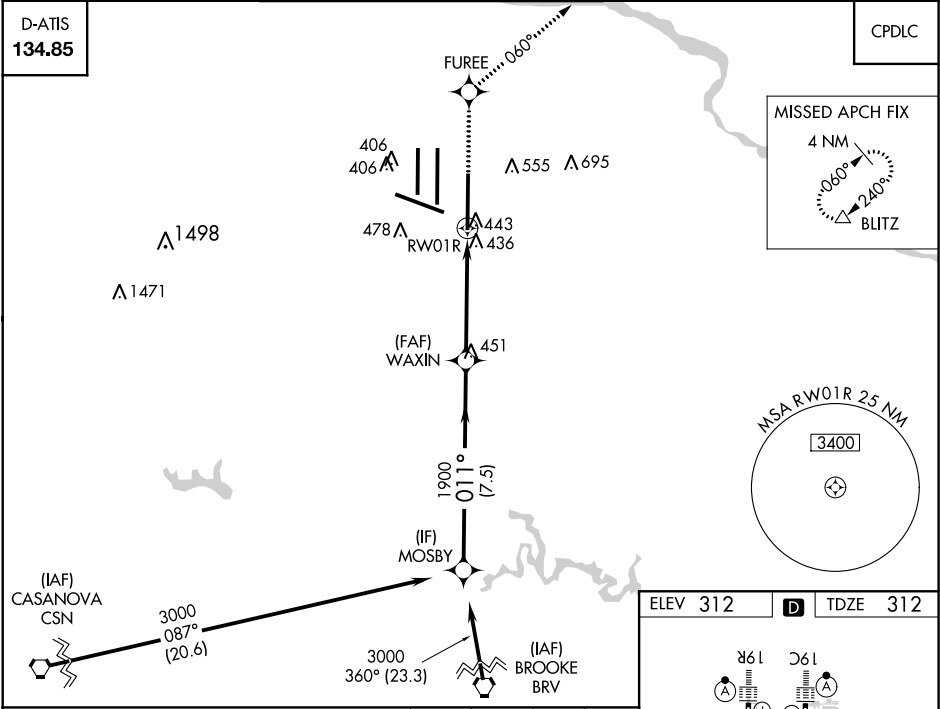 D-ATIS
134.85
CPDLC
FUREE
060°
MISSED APCH FIX
4 NM
060°
240°
BLITZ
406
406
555
695
478
443
RW01R
436
1498
1471
(FAF)
WAXIN
451
MSA RW01R 25 NM
3400
1900
011°
(7.5)
(IF)
MOSBY
(IAF)
CASANOVA
CSN
3000
087°
(20.6)
3000
360° (23.3)
(IAF)
BROOKE
BRV
ELEV 312
D
TDZE 312
19R
19C
A
A